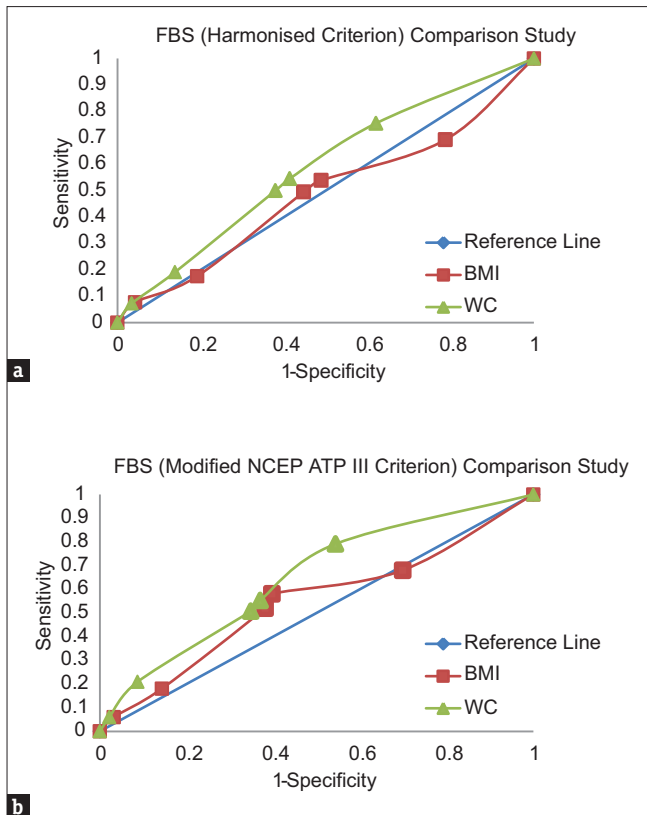 FBS (Harmonised Criterion) Comparison Study
1
0.9
0.8
0.7
0.6
0.5
0.4
0.3
0.2
0.1
0
Sensitivity
Reference Line
BMI
WC
0 0.2 0.4 0.6 0.8 1
1-Specificity
a
FBS (Modified NCEP ATP III Criterion) Comparison Study
1
0.9
0.8
0.7
0.6
0.5
0.4
0.3
0.2
0.1
0
Sensitivity
Reference Line
BMI
WC
0 0.2 0.4 0.6 0.8 1
1-Specificity
b